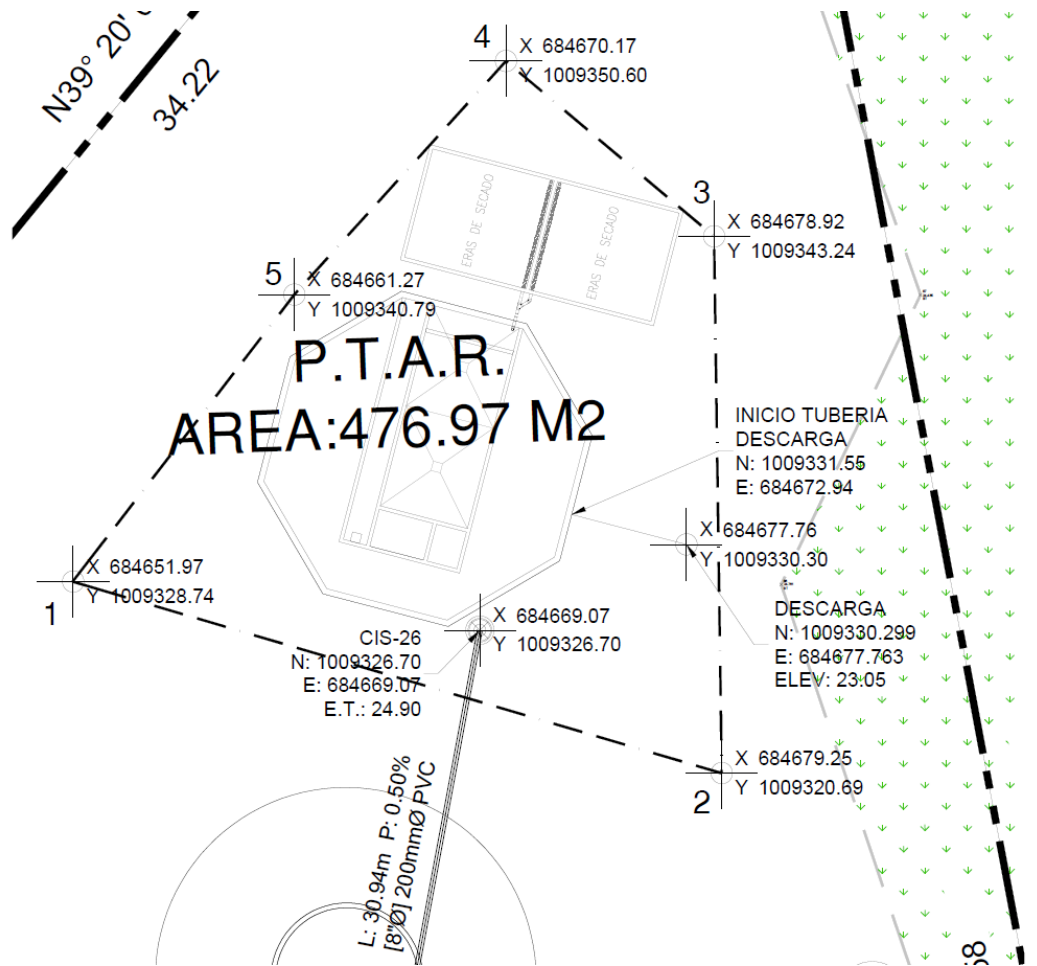 N39° 20'
34.22
4
X 684670.17
Y 1009350.60
ERAS DE SECADO
ERAS DE SECADO
3
X 684678.92
Y 1009343.24
5
X 684661.27
Y 1009340.79
P.T.A.R.
AREA:476.97 M2
INICIO TUBERIA
DESCARGA
N: 1009331.55
E: 684672.94
X 684677.76
Y 1009330.30
X 684651.97
Y 1009328.74
1
X 684669.07
Y 1009326.70
CIS-26
N: 1009326.70
E: 684669.07
E.T.: 24.90
DESCARGA
N: 1009330.299
E: 684677.763
ELEV: 23.05
X 684679.25
Y 1009320.69
2
L: 30.94m P: 0.50%
[8"Ø] 200mmØ PVC